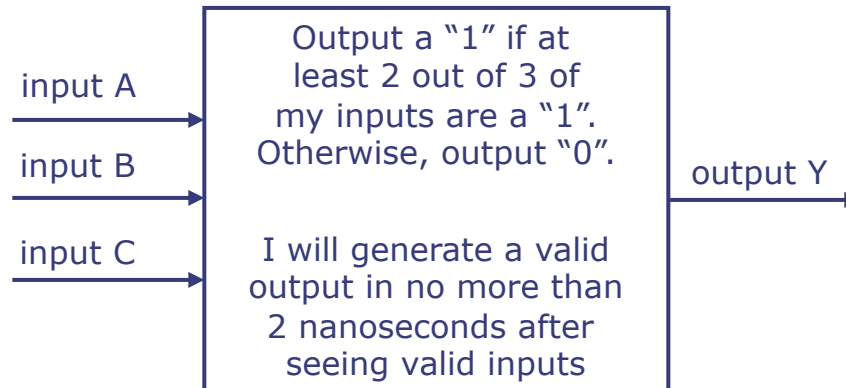 input A
input B
input C
Output a “1” if at
least 2 out of 3 of
my inputs are a “1”.
Otherwise, output “0”.
I will generate a valid
output in no more than
2 nanoseconds after
seeing valid inputs
output Y